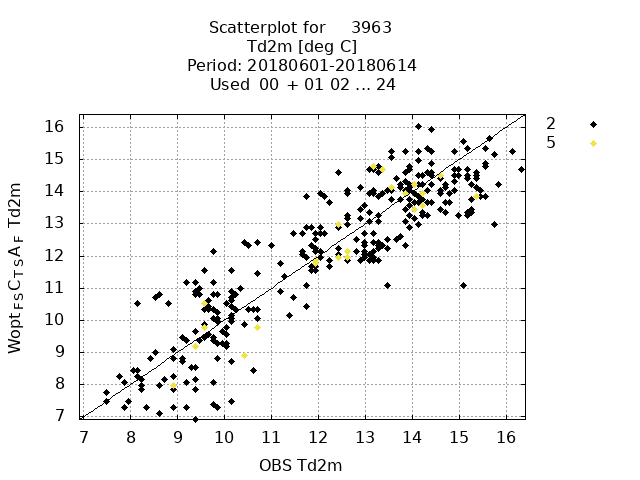 Scatterplot for 3963
Td2m [deg C]
Period: 20180601-20180614
Used 00 + 01 02 ... 24
2
5
16
15
14
13
12
11
10
9
8
7
Wopt FS C T S A F Td2m
7 8 9 10 11 12 13 14 15 16
OBS Td2m